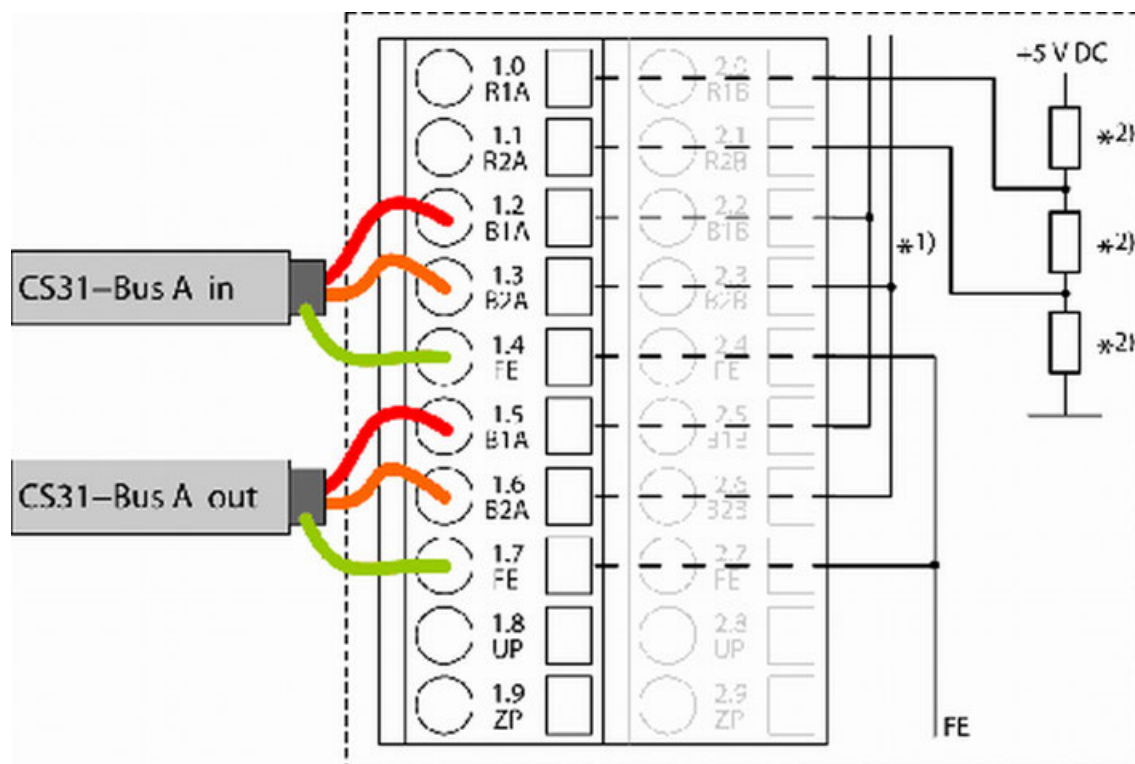 +5 V DC
1.0
R1A
2.0
R1B
*2)
1.1
R2A
2.1
R2B
1.2
B1A
2.2
B1B
*1)
*2)
CS31-Bus A in
1.3
B2A
2.3
B2B
1.4
FE
2.4
FE
*2)
1.5
B1A
2.5
B1B
CS31-Bus A out
1.6
B2A
2.6
B2B
1.7
FE
2.7
FE
1.8
UP
2.8
UP
1.9
ZP
2.9
ZP
FE